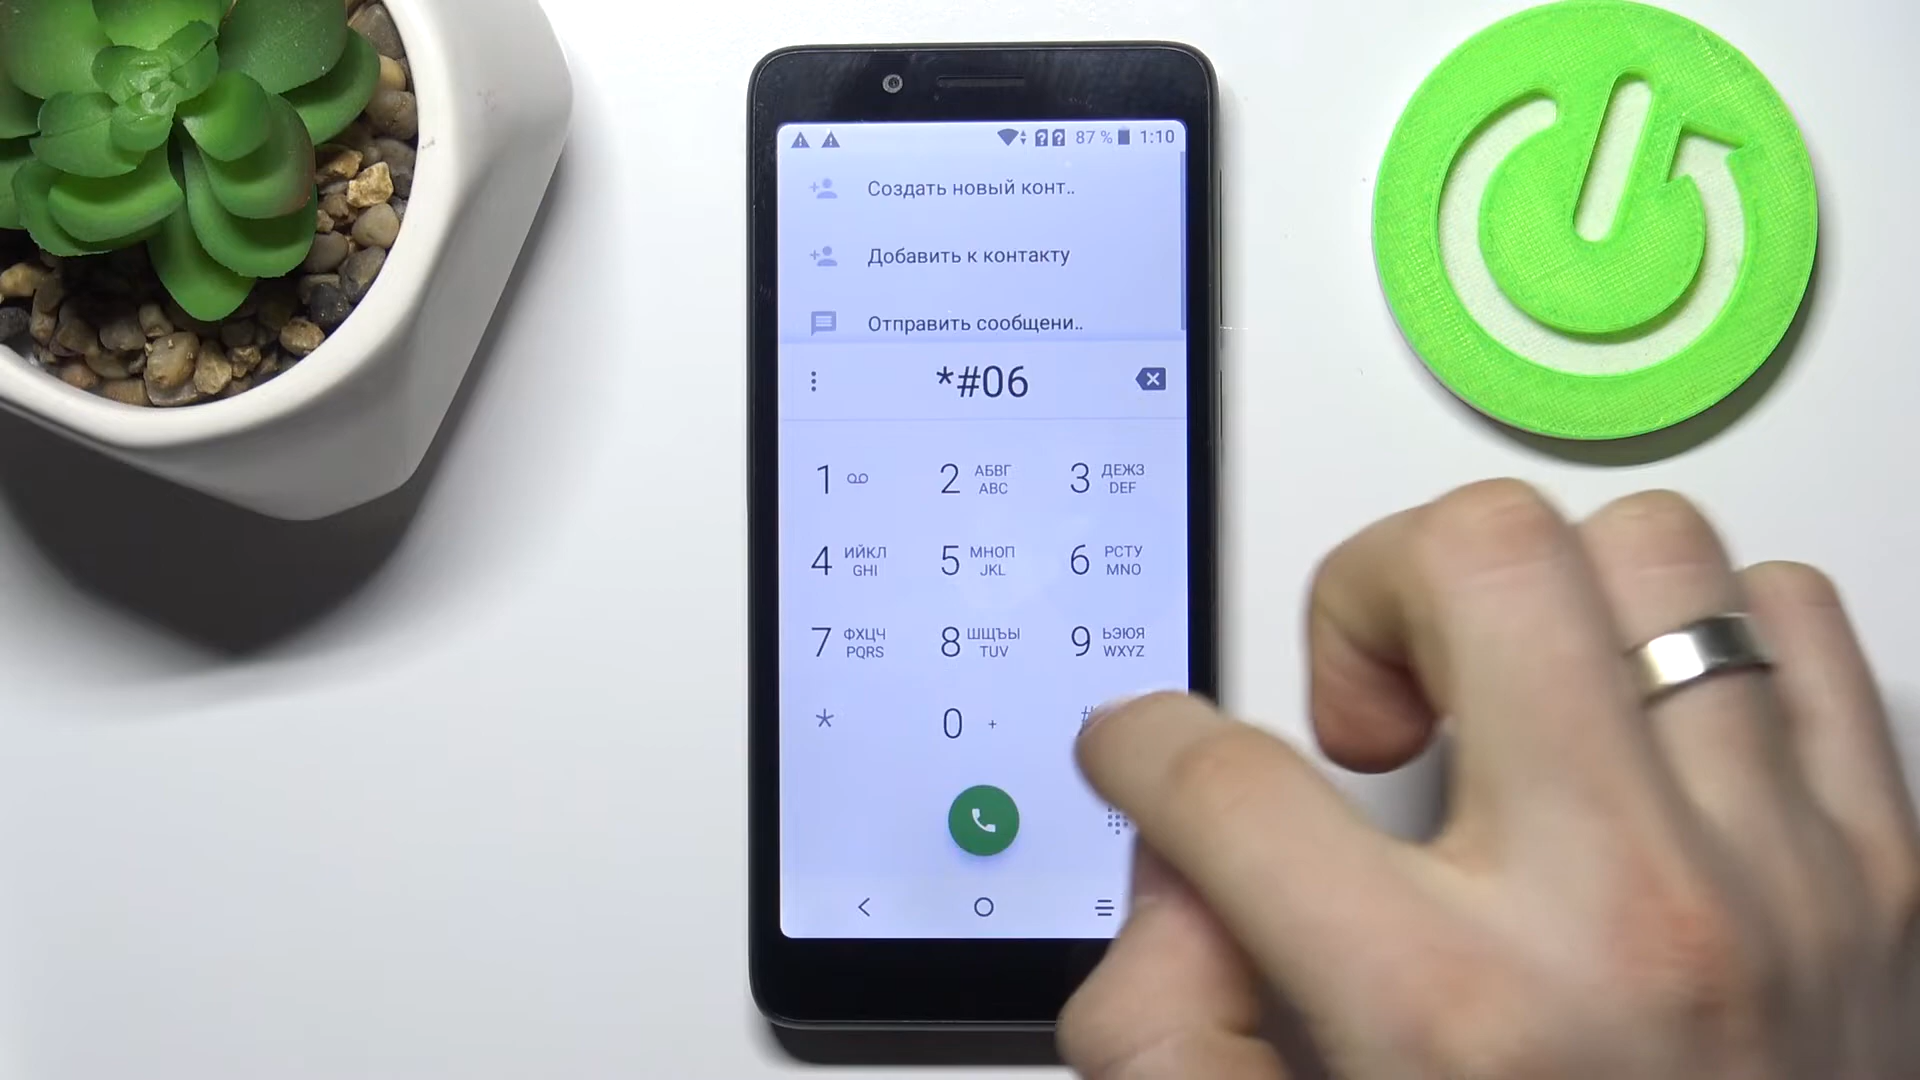 87 % 1:10
Создать новый конт..
Добавить к контакту
Отправить сообщени..
*#06
1
2 АБВГ ABC
3 ДЕЖЗ DEF
4 ИЙКЛ GHI
5 МНОП JKL
6 РСТУ MNO
7 ФХЦЧ PQRS
8 ШЩЪЫ TUV
9 ЬЭЮЯ WXYZ
*
0 +
#